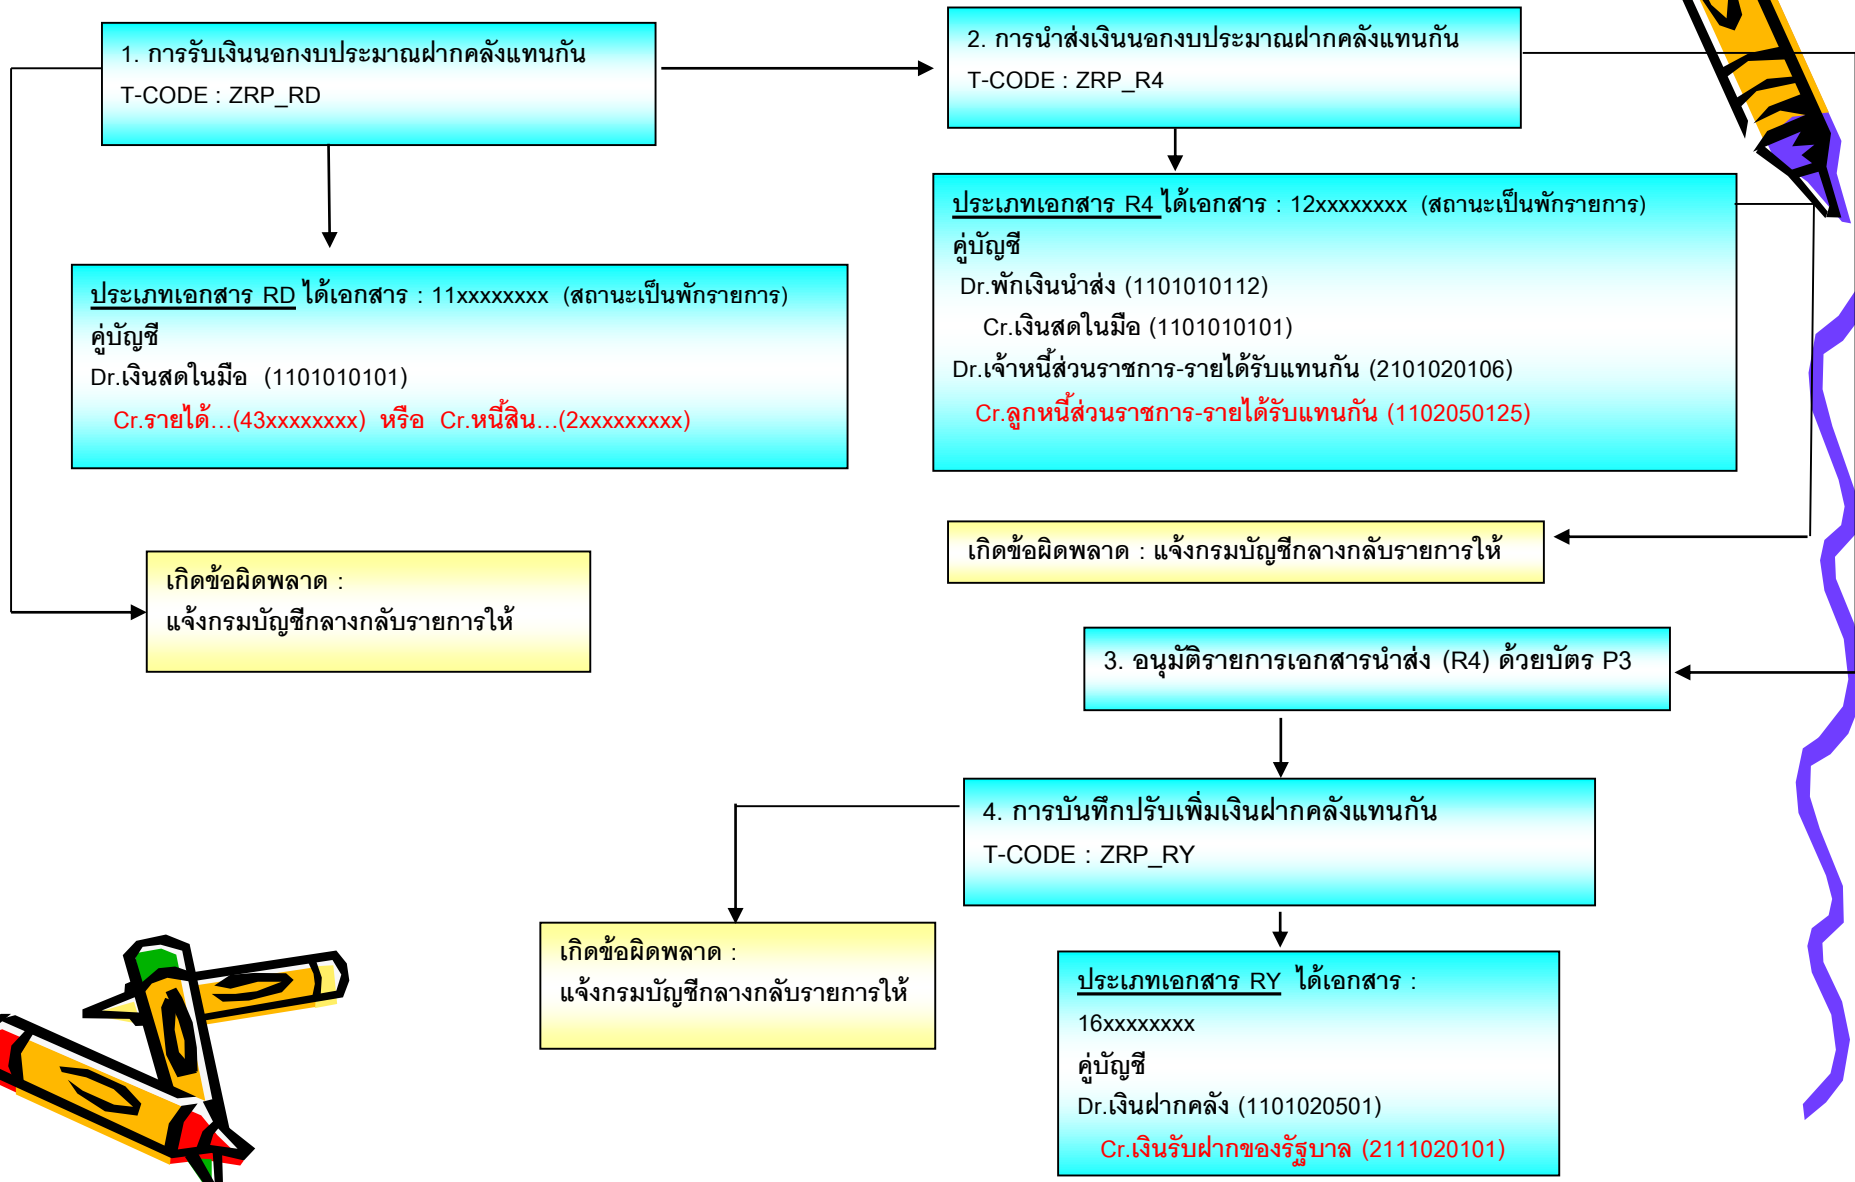 1. การรับเงินนอกงบประมาณฝากคลังแทนกัน
T-CODE : ZRP_RD
2. การนำส่งเงินนอกงบประมาณฝากคลังแทนกัน
T-CODE : ZRP_R4
ประเภทเอกสาร RD ได้เอกสาร : 11xxxxxxxx (สถานะเป็นพักรายการ)
คู่บัญชี
Dr.เงินสดในมือ (1101010101)
Cr.รายได้...(43xxxxxxxx) หรือ Cr.หนี้สิน...(2xxxxxxxxx)
ประเภทเอกสาร R4 ได้เอกสาร : 12xxxxxxxx (สถานะเป็นพักรายการ)
คู่บัญชี
Dr.พักเงินนำส่ง (1101010112)
Cr.เงินสดในมือ (1101010101)
Dr.เจ้าหนี้ส่วนราชการ-รายได้รับแทนกัน (2101020106)
Cr.ลูกหนี้ส่วนราชการ-รายได้รับแทนกัน (1102050125)
เกิดข้อผิดพลาด :
แจ้งกรมบัญชีกลางกลับรายการให้
เกิดข้อผิดพลาด : แจ้งกรมบัญชีกลางกลับรายการให้
3. อนุมัติรายการเอกสารนำส่ง (R4) ด้วยบัตร P3
4. การบันทึกปรับเพิ่มเงินฝากคลังแทนกัน
T-CODE : ZRP_RY
เกิดข้อผิดพลาด :
แจ้งกรมบัญชีกลางกลับรายการให้
ประเภทเอกสาร RY ได้เอกสาร :
16xxxxxxxx
คู่บัญชี
Dr.เงินฝากคลัง (1101020501)
Cr.เงินรับฝากของรัฐบาล (2111020101)